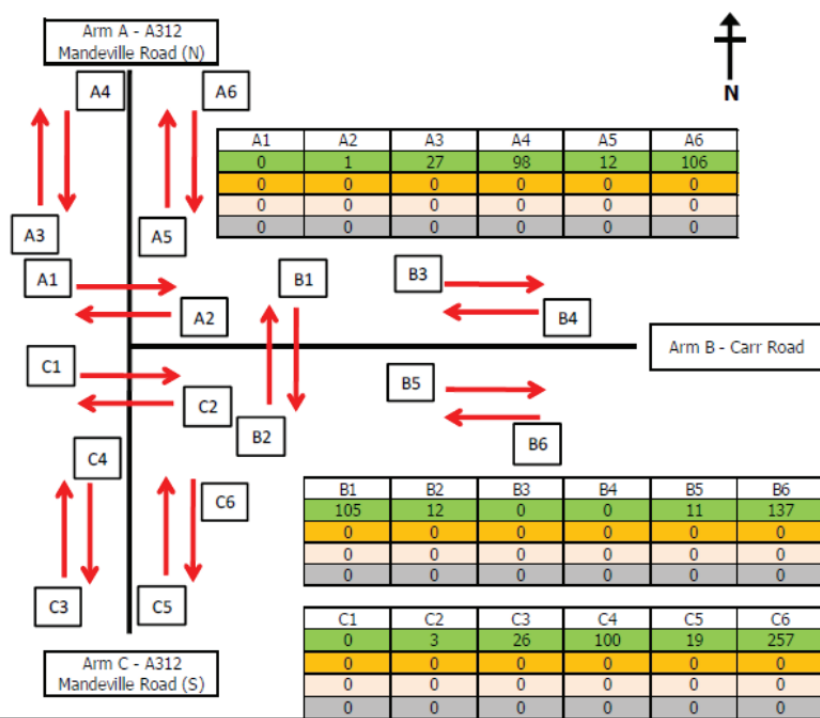 Arm A - A312
Mandeville Road (N)
N
A4
A6
A1 A2 A3 A4 A5 A6
0 1 27 98 12 106
0 0 0 0 0 0
0 0 0 0 0 0
0 0 0 0 0 0
A3
A5
A1
B1
B3
A2
B4
Arm B - Carr Road
C1
B5
C2
B2
B6
C4
C6
B1 B2 B3 B4 B5 B6
105 12 0 0 11 137
0 0 0 0 0 0
0 0 0 0 0 0
0 0 0 0 0 0
C3
C5
C1 C2 C3 C4 C5 C6
0 3 26 100 19 257
0 0 0 0 0 0
0 0 0 0 0 0
0 0 0 0 0 0
Arm C - A312
Mandeville Road (S)